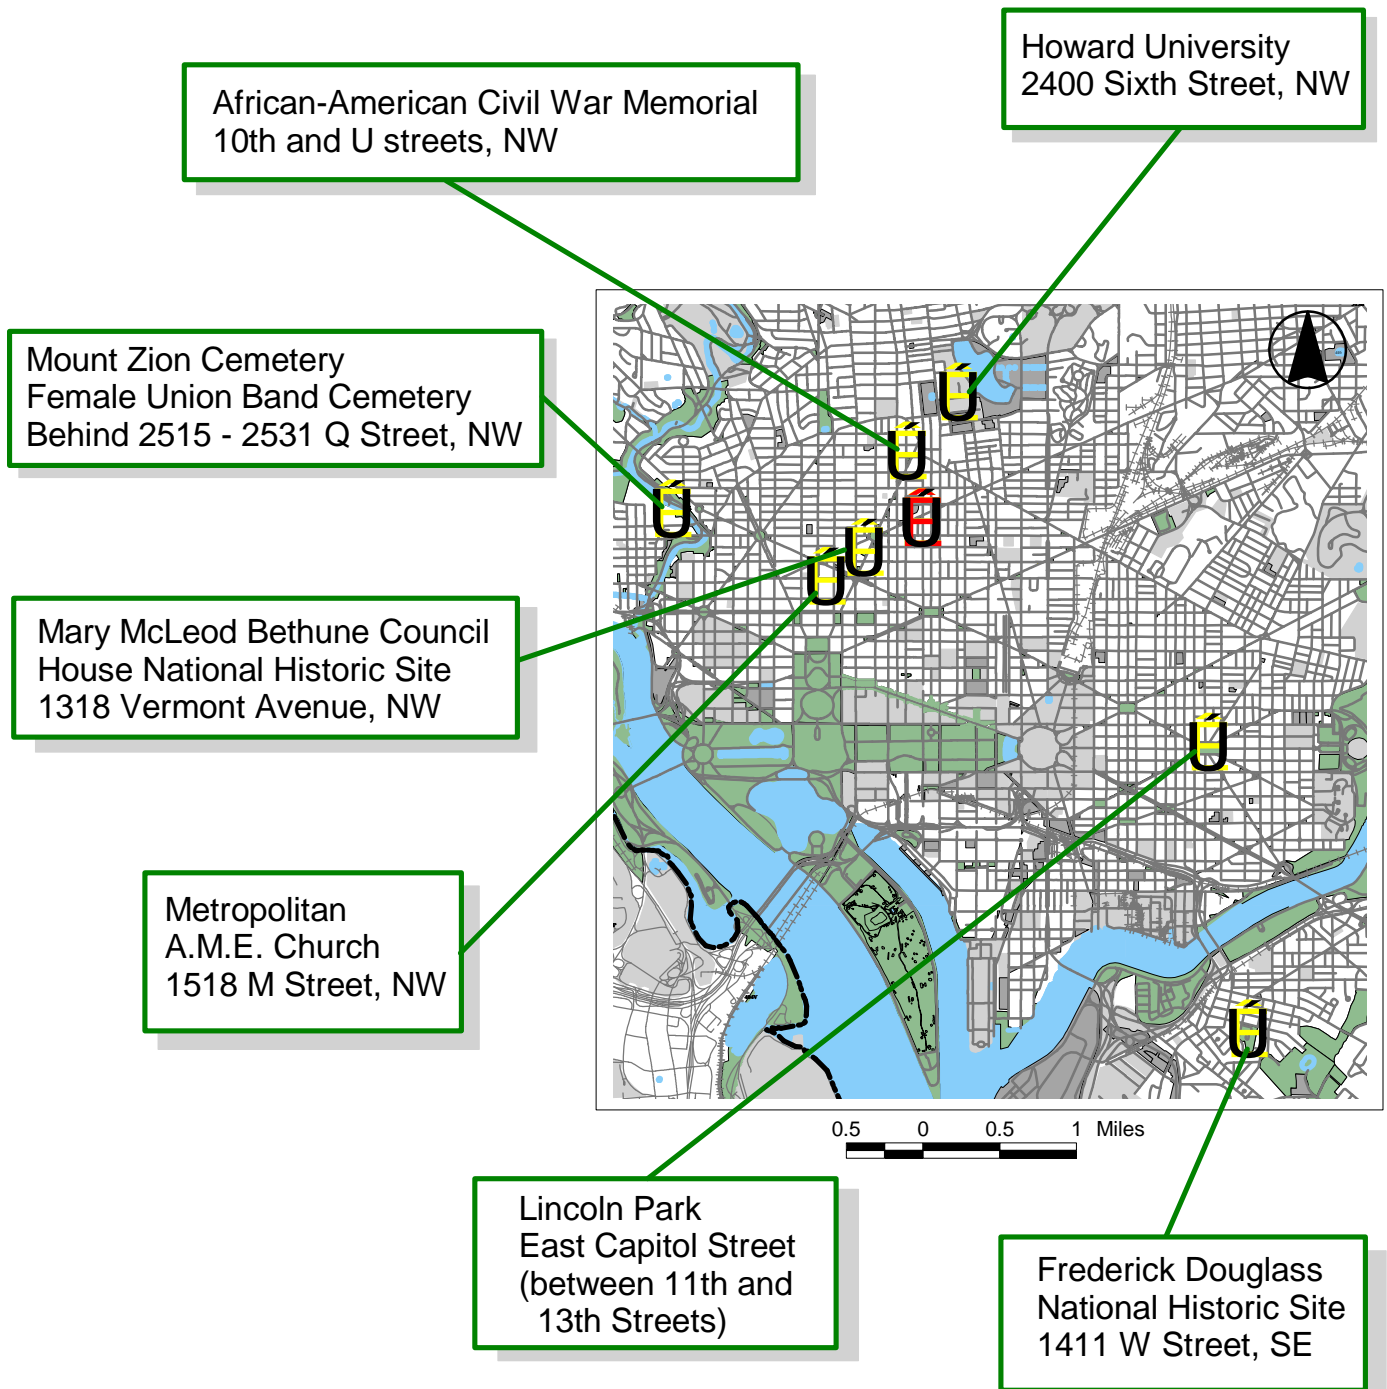 Howard University
2400 Sixth Street, NW
African-American Civil War Memorial
10th and U streets, NW
Mount Zion Cemetery
Female Union Band Cemetery
Behind 2515 - 2531 Q Street, NW
Mary McLeod Bethune Council
House National Historic Site
1318 Vermont Avenue, NW
Metropolitan
A.M.E. Church
1518 M Street, NW
0.5 0 0.5 1 Miles
Lincoln Park
East Capitol Street
(between 11th and
13th Streets)
Frederick Douglass
National Historic Site
1411 W Street, SE